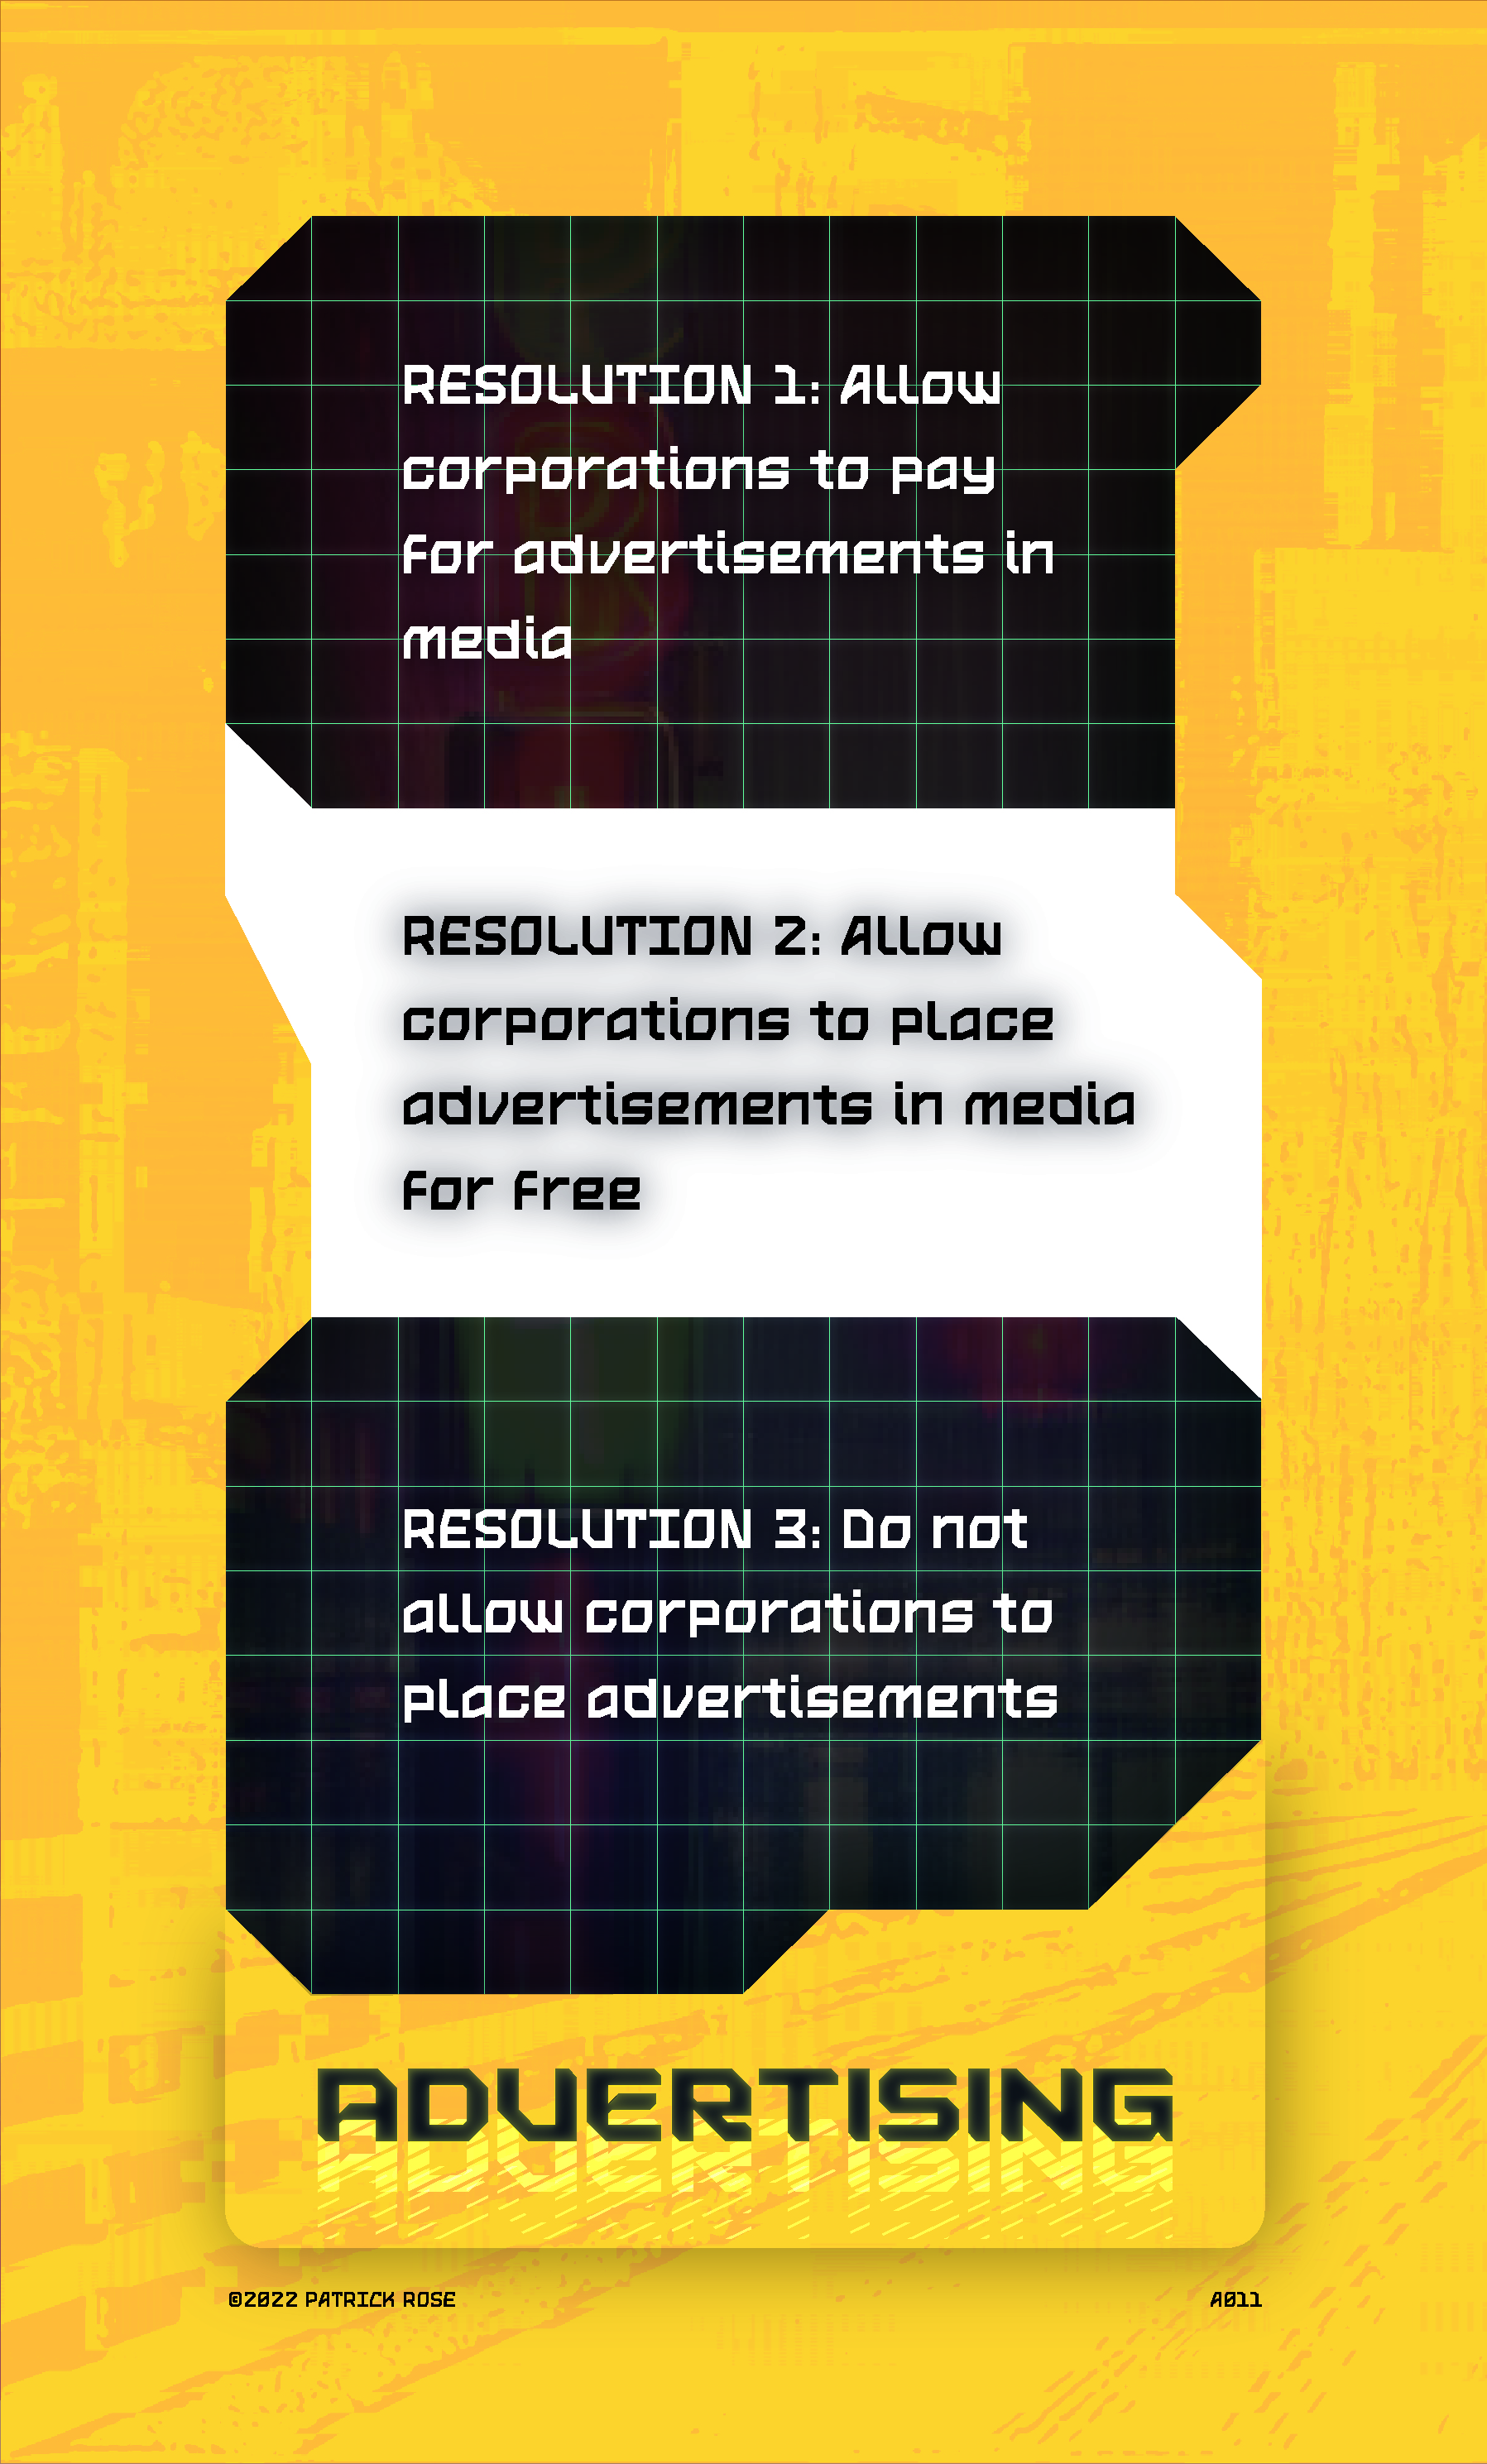 RESOLUTION 1: Allow
corporations to pay
for advertisements in
media
RESOLUTION 2: Allow
corporations to place
advertisements in media
for free
RESOLUTION 3: Do not
allow corporations to
place advertisements
ADVERTISING
©2022 PATRICK ROSE
A011